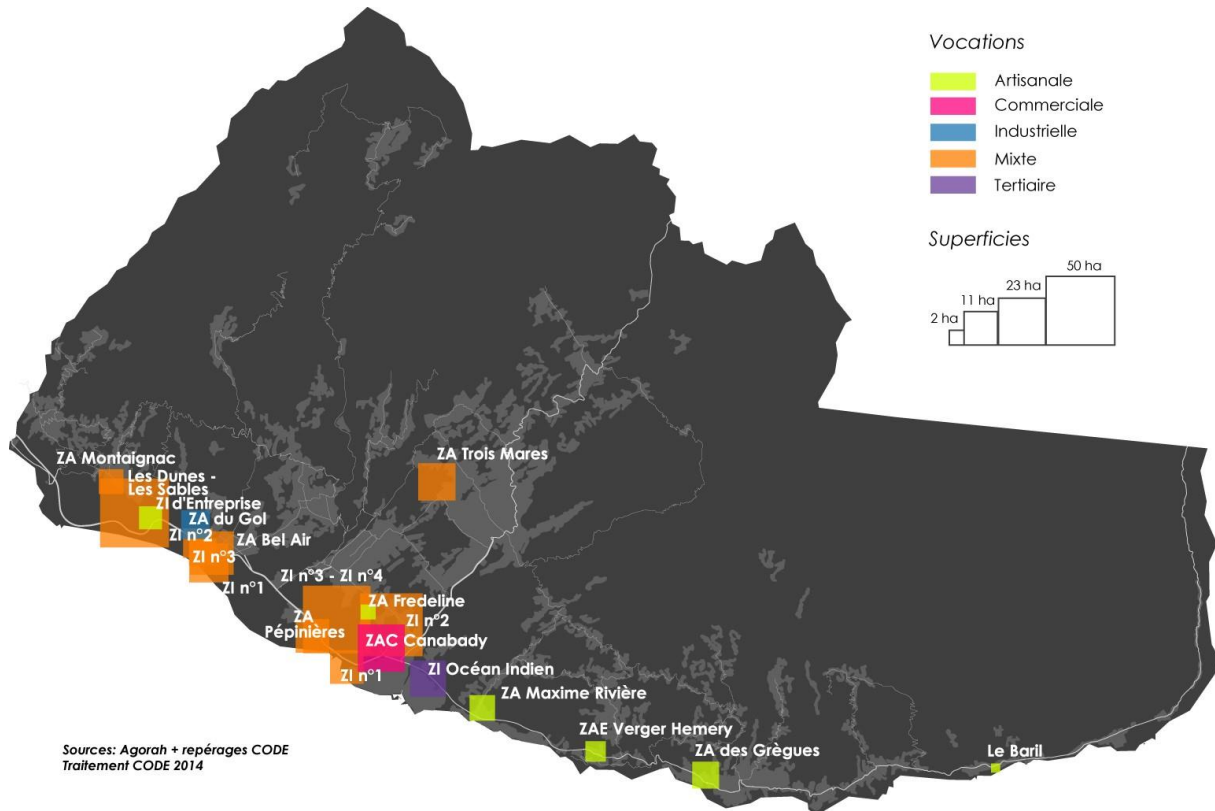 Vocations
Artisanale
Commerciale
Industrielle
Mixte
Tertiaire
Superficies
50 ha
23 ha
11 ha
2 ha
ZA Montaignac
Les Dunes -
Les Sables
ZI d'Entreprise
ZA du Gol
ZI n°2
ZA Bel Air
ZI n°3
ZI n°1
ZA Trois Mares
ZI n°3 - ZI n°4
ZA Fredeline
ZA
Pépinières
ZI n°2
ZAC Canabady
ZI n°1
ZI Océan Indien
ZA Maxime Rivière
ZAE Verger Hemery
ZA des Grègues
Le Baril
Sources: Agorah + repérages CODE
Traitement CODE 2014